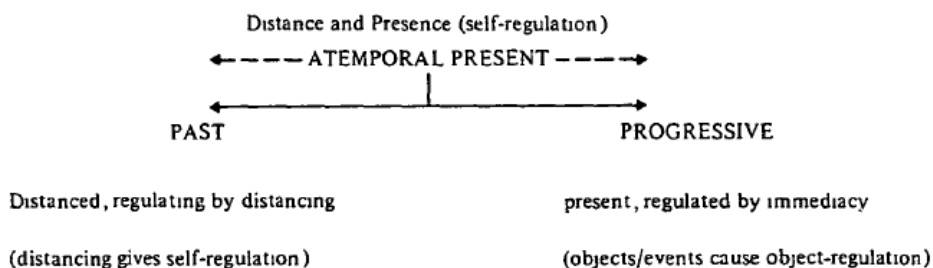 Distance and Presence (self-regulation)
ATEMPORAL PRESENT
PAST PROGRESSIVE
Distanced, regulating by distancing present, regulated by immediacy
(distancing gives self-regulation) (objects/events cause object-regulation)